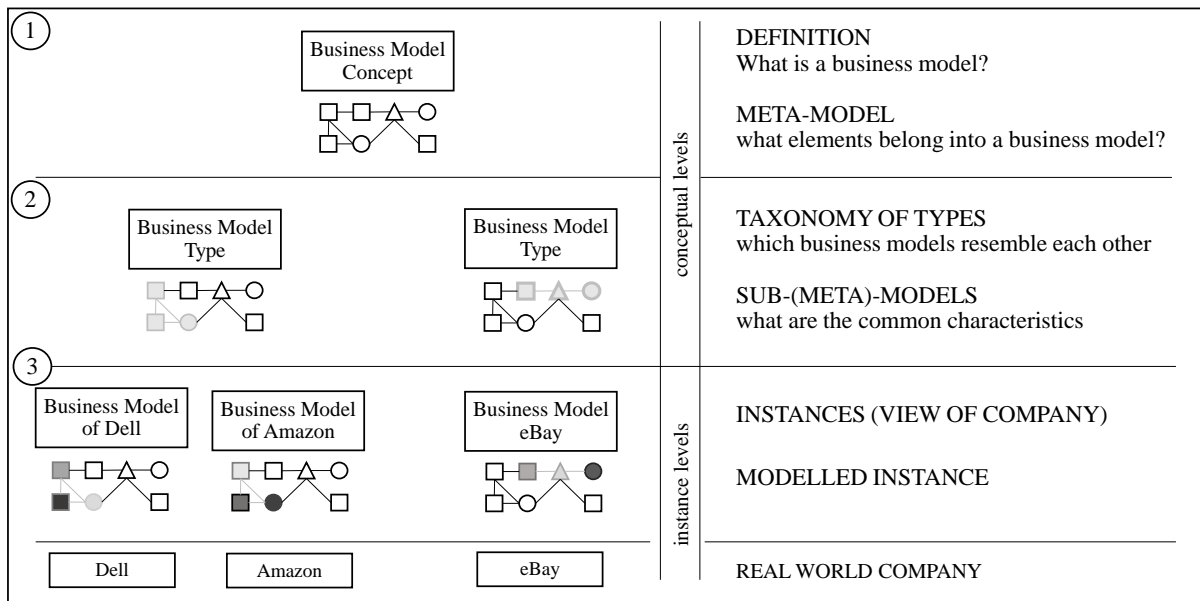 1
Business Model
Concept
DEFINITION
What is a business model?
META-MODEL
what elements belong into a business model?
conceptual levels
2
Business Model
Type
Business Model
Type
TAXONOMY OF TYPES
which business models resemble each other
SUB-(META)-MODELS
what are the common characteristics
3
Business Model
of Dell
Business Model
of Amazon
Business Model
eBay
instance levels
INSTANCES (VIEW OF COMPANY)
MODELLED INSTANCE
Dell
Amazon
eBay
REAL WORLD COMPANY